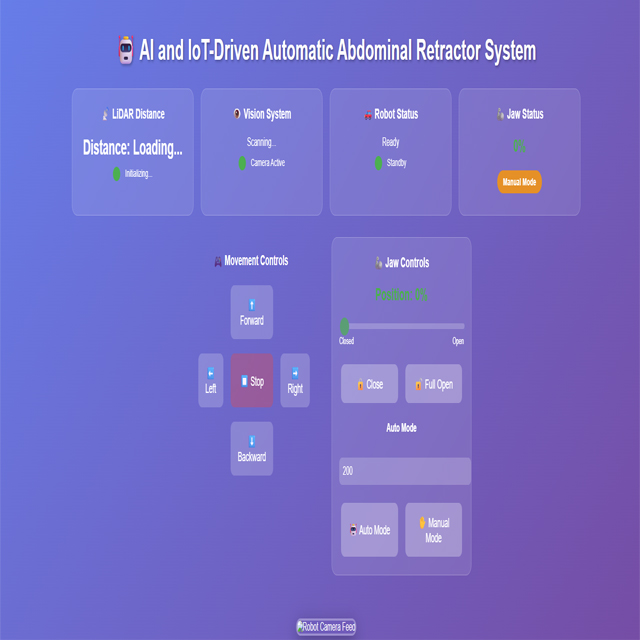 AI and IoT-Driven Automatic Abdominal Retractor System
LiDAR Distance
Distance: Loading...
Initializing...
Vision System
Scanning...
Camera Active
Robot Status
Ready
Standby
Jaw Status
0%
Manual Mode
Movement Controls
Forward
Left
Stop
Right
Backward
Jaw Controls
Position: 0%
Closed
Open
Close
Full Open
Auto Mode
200
Auto Mode
Manual
Mode
Robot Camera Feed